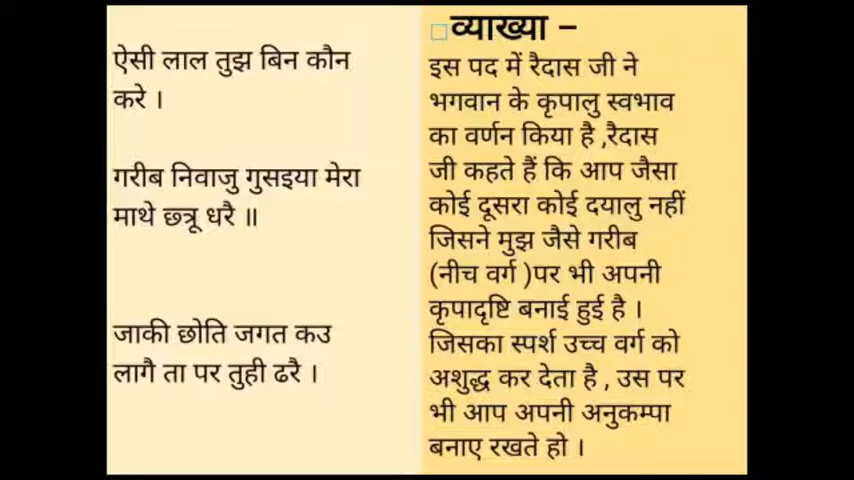 ऐसी लाल तुझ बिन कौन
करे ।
गरीब निवाजु गुसइया मेरा
माथे छत्रू धरै ॥
जाकी छोति जगत कउ
लागै ता पर तुही ढरै ।
व्याख्या –
इस पद में रैदास जी ने
भगवान के कृपालु स्वभाव
का वर्णन किया है ,रैदास
जी कहते हैं कि आप जैसा
कोई दूसरा कोई दयालु नहीं
जिसने मुझ जैसे गरीब
(नीच वर्ग )पर भी अपनी
कृपादृष्टि बनाई हुई है ।
जिसका स्पर्श उच्च वर्ग को
अशुद्ध कर देता है , उस पर
भी आप अपनी अनुकम्पा
बनाए रखते हो ।